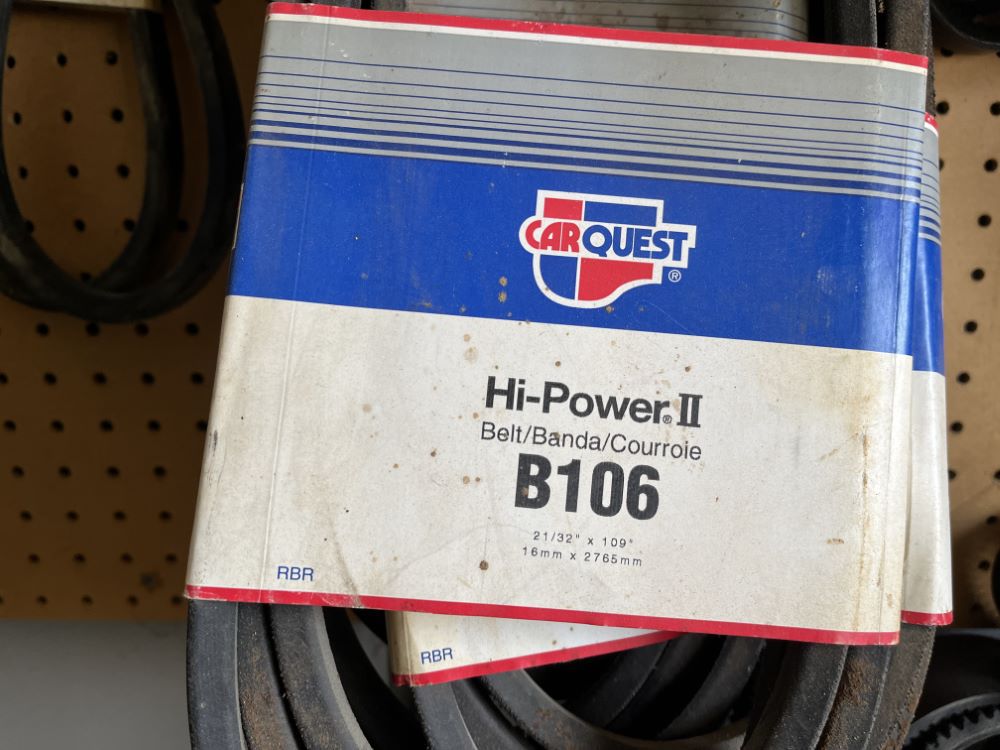 CARQUEST®
Hi-Power® II
Belt/Banda/Courroie
B106
21/32" x 109"
16mm x 2765mm
RBR
RBR